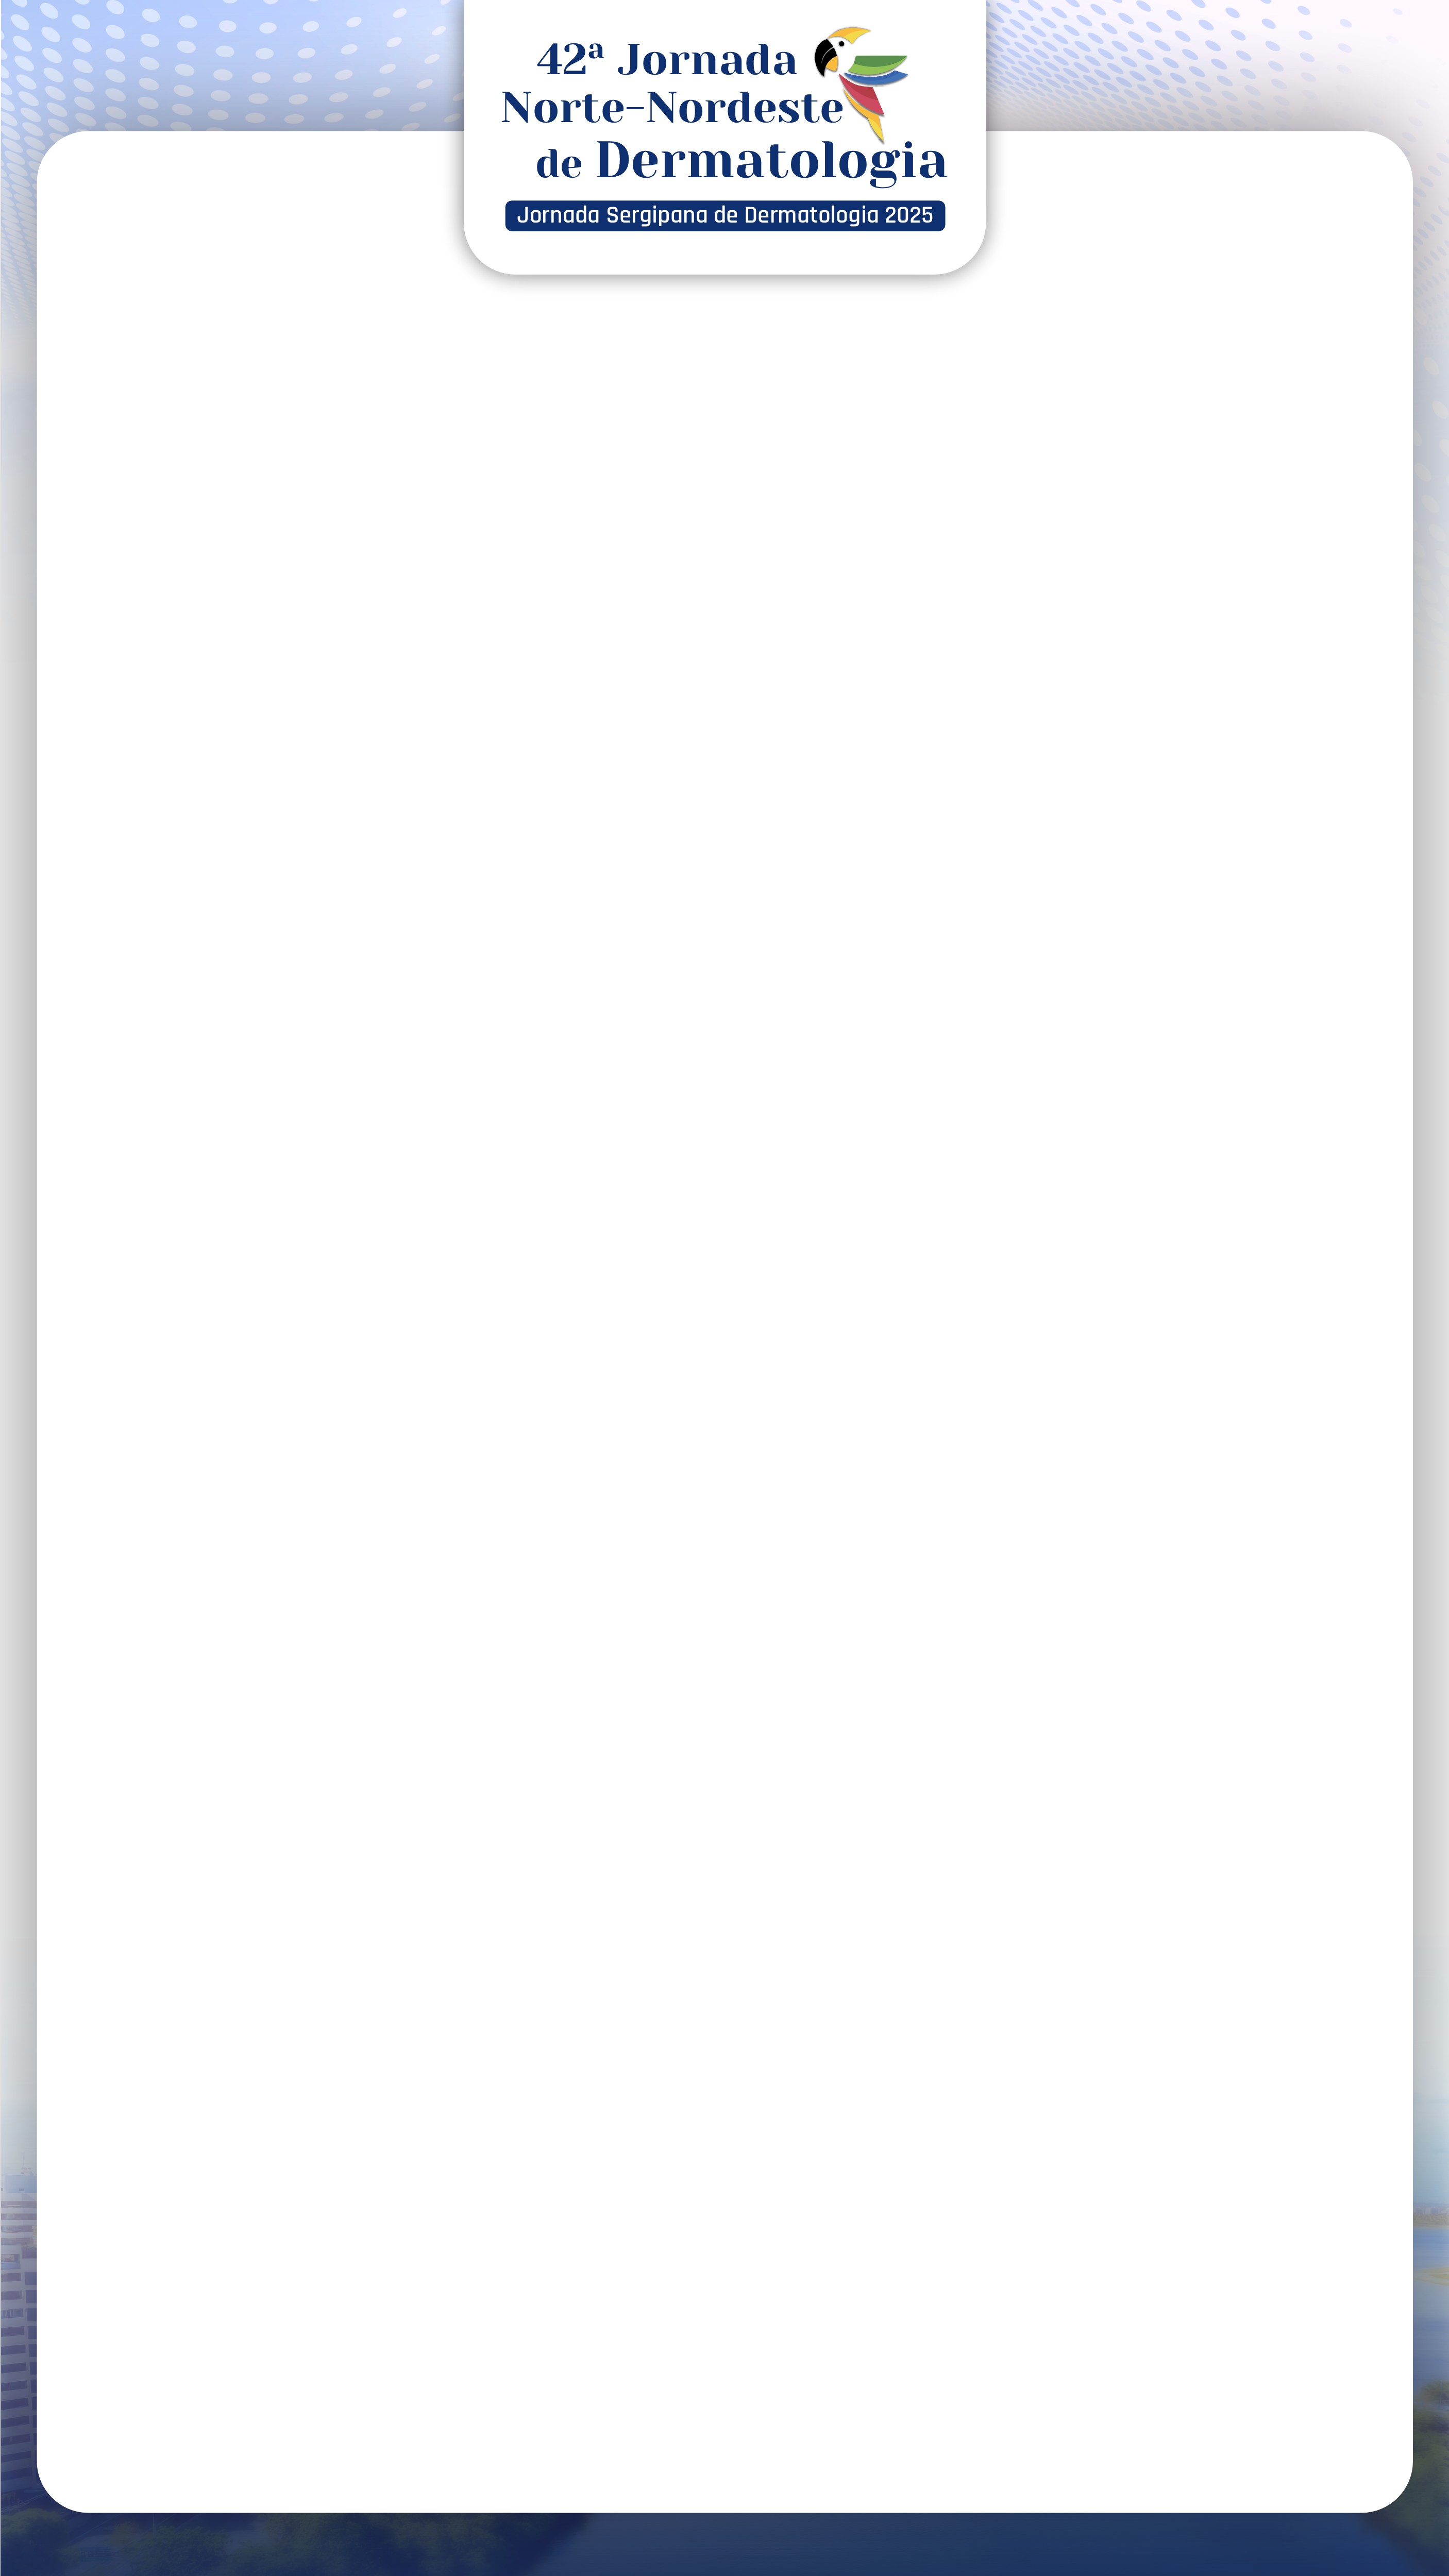 42ª Jornada
Norte-Nordeste
de Dermatologia
Jornada Sergipana de Dermatologia 2025